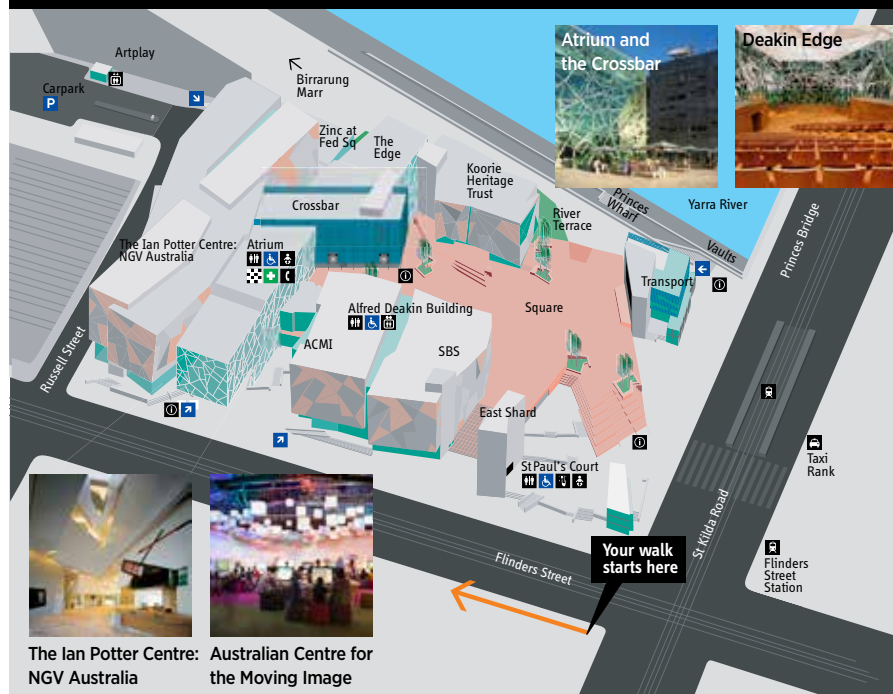 Artplay
Carpark
P
Birrarung
Marr
Atrium and
the Crossbar
Deakin Edge
Zinc at
Fed Sq
The
Edge
Koorie
Heritage
Trust
Crossbar
Princes
Wharf
Yarra River
River
Terrace
Vaults
Princes Bridge
The Ian Potter Centre:
NGV Australia
Atrium
Transport
Alfred Deakin Building
Square
ACMI
SBS
Russell Street
East Shard
St Paul's Court
Taxi
Rank
St Kilda Road
Flinders Street
Your walk
starts here
Flinders
Street
Station
The Ian Potter Centre:
NGV Australia
Australian Centre for
the Moving Image